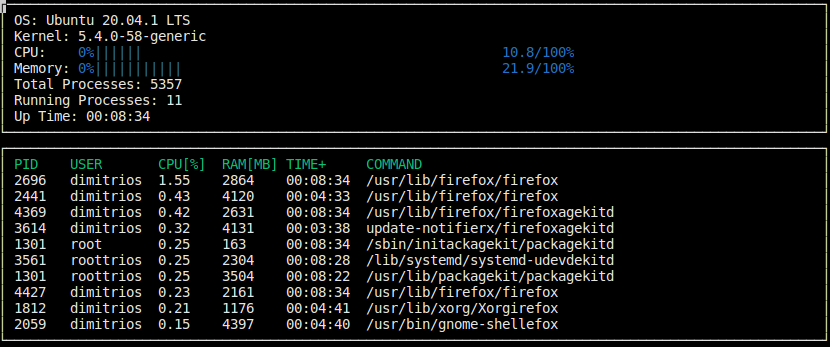 OS: Ubuntu 20.04.1 LTS
Kernel: 5.4.0-58-generic
CPU: 0%|||||| 10.8/100%
Memory: 0%||||||||||| 21.9/100%
Total Processes: 5357
Running Processes: 11
Up Time: 00:08:34
PID USER CPU[%] RAM[MB] TIME+ COMMAND
2696 dimitrios 1.55 2864 00:08:34 /usr/lib/firefox/firefox
2441 dimitrios 0.43 4120 00:04:33 /usr/lib/firefox/firefox
4369 dimitrios 0.42 2631 00:08:34 /usr/lib/firefox/firefoxagekitd
3614 dimitrios 0.32 4131 00:03:38 update-notifierx/firefoxagekitd
1301 root 0.25 163 00:08:34 /sbin/initackagekit/packagekitd
3561 roottrios 0.25 2304 00:08:28 /lib/systemd/systemd-udevdekitd
1301 roottrios 0.25 3504 00:08:22 /usr/lib/packagekit/packagekitd
4427 dimitrios 0.23 2161 00:08:34 /usr/lib/firefox/firefox
1812 dimitrios 0.21 1176 00:04:41 /usr/lib/xorg/Xorgirefox
2059 dimitrios 0.15 4397 00:04:40 /usr/bin/gnome-shellefox